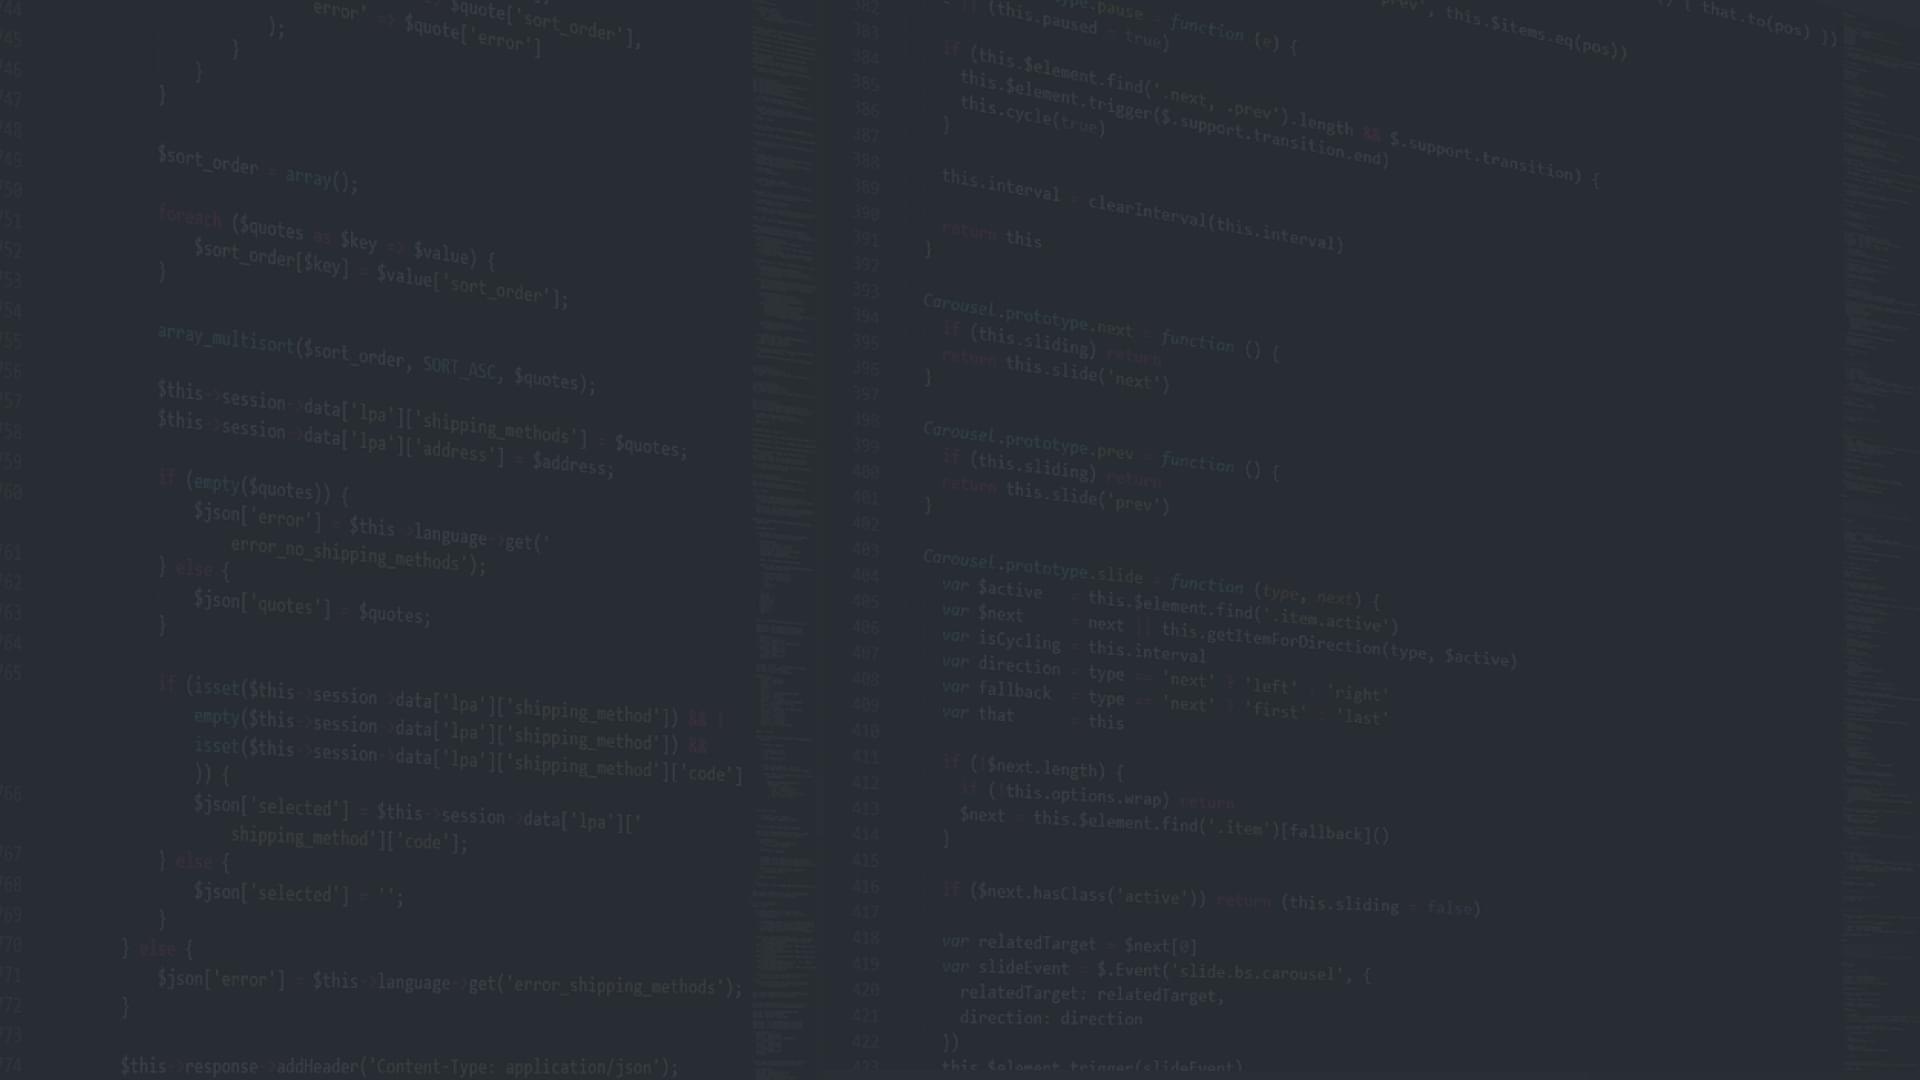 744
745
746
747
748
749
750
751
752
753
754
755
756
757
758
759
760
761
762
763
764
765
766
767
768
769
770
771
772
773
774
$quote['sort_order'],
error' => $quote['error']
);
}
}
}
$sort_order = array();
foreach ($quotes as $key => $value) {
$sort_order[$key] = $value['sort_order'];
}
array_multisort($sort_order, SORT_ASC, $quotes);
$this->session->data['lpa']['shipping_methods'] = $quotes;
$this->session->data['lpa']['address'] = $address;
if (empty($quotes)) {
$json['error'] = $this->language->get('
error_no_shipping_methods');
} else {
$json['quotes'] = $quotes;
}
if (isset($this->session->data['lpa']['shipping_method']) && !
empty($this->session->data['lpa']['shipping_method']) &&
isset($this->session->data['lpa']['shipping_method']['code']
)) {
$json['selected'] = $this->session->data['lpa']['
shipping_method']['code'];
} else {
$json['selected'] = '';
}
} else {
$json['error'] = $this->language->get('error_shipping_methods');
}
$this->response->addHeader('Content-Type: application/json');
382
383
384
385
386
387
388
389
390
391
392
393
394
395
396
397
398
399
400
401
402
403
404
405
406
407
408
409
410
411
412
413
414
415
416
417
418
419
420
421
422
423
prev', this.$items.eq(pos))
{ that.to(pos) })
.pause = function (e) {
|| (this.paused = true)
if (this.$element.find('.next, .prev').length && $.support.transition) {
this.$element.trigger($.support.transition.end)
this.cycle(true)
}
this.interval = clearInterval(this.interval)
return this
}
Carousel.prototype.next = function () {
if (this.sliding) return
return this.slide('next')
}
Carousel.prototype.prev = function () {
if (this.sliding) return
return this.slide('prev')
}
Carousel.prototype.slide = function (type, next) {
var $active = this.$element.find('.item.active')
var $next = next || this.getItemForDirection(type, $active)
var isCycling = this.interval
var direction = type == 'next' ? 'left' : 'right'
var fallback = type == 'next' ? 'first' : 'last'
var that = this
if (!$next.length) {
if (!this.options.wrap) return
$next = this.$element.find('.item')[fallback]()
}
if ($next.hasClass('active')) return (this.sliding = false)
var relatedTarget = $next[0]
var slideEvent = $.Event('slide.bs.carousel', {
relatedTarget: relatedTarget,
direction: direction
})
this.$element.trigger(slideEvent)